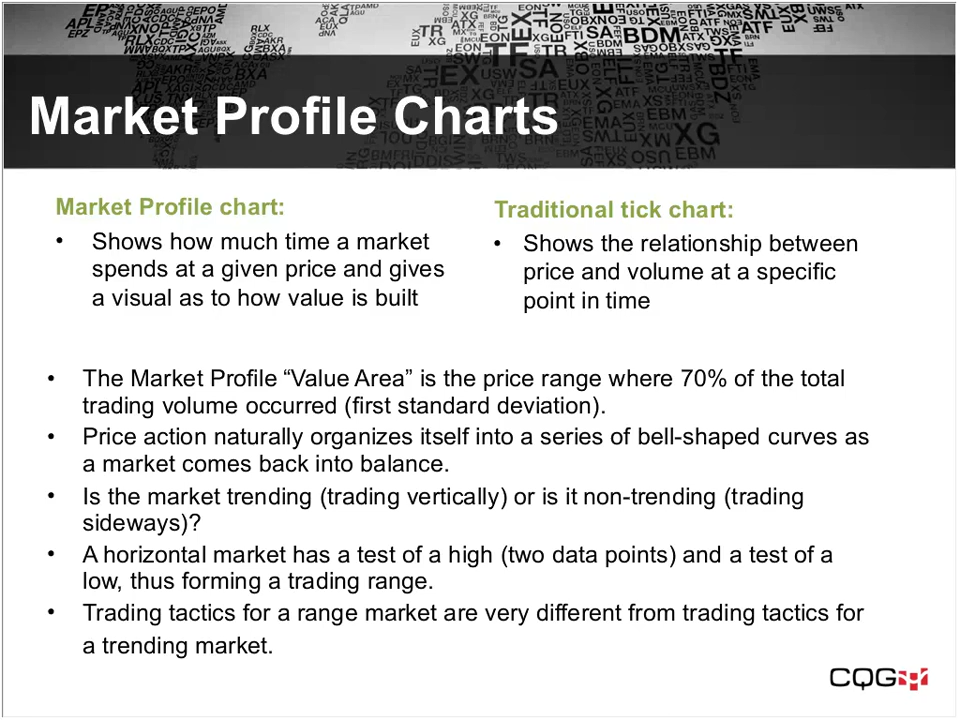 Market Profile Charts
Market Profile chart:
• Shows how much time a market
spends at a given price and gives
a visual as to how value is built
Traditional tick chart:
• Shows the relationship between
price and volume at a specific
point in time
• The Market Profile “Value Area” is the price range where 70% of the total
trading volume occurred (first standard deviation).
• Price action naturally organizes itself into a series of bell-shaped curves as
a market comes back into balance.
• Is the market trending (trading vertically) or is it non-trending (trading
sideways)?
• A horizontal market has a test of a high (two data points) and a test of a
low, thus forming a trading range.
• Trading tactics for a range market are very different from trading tactics for
a trending market.
CQG